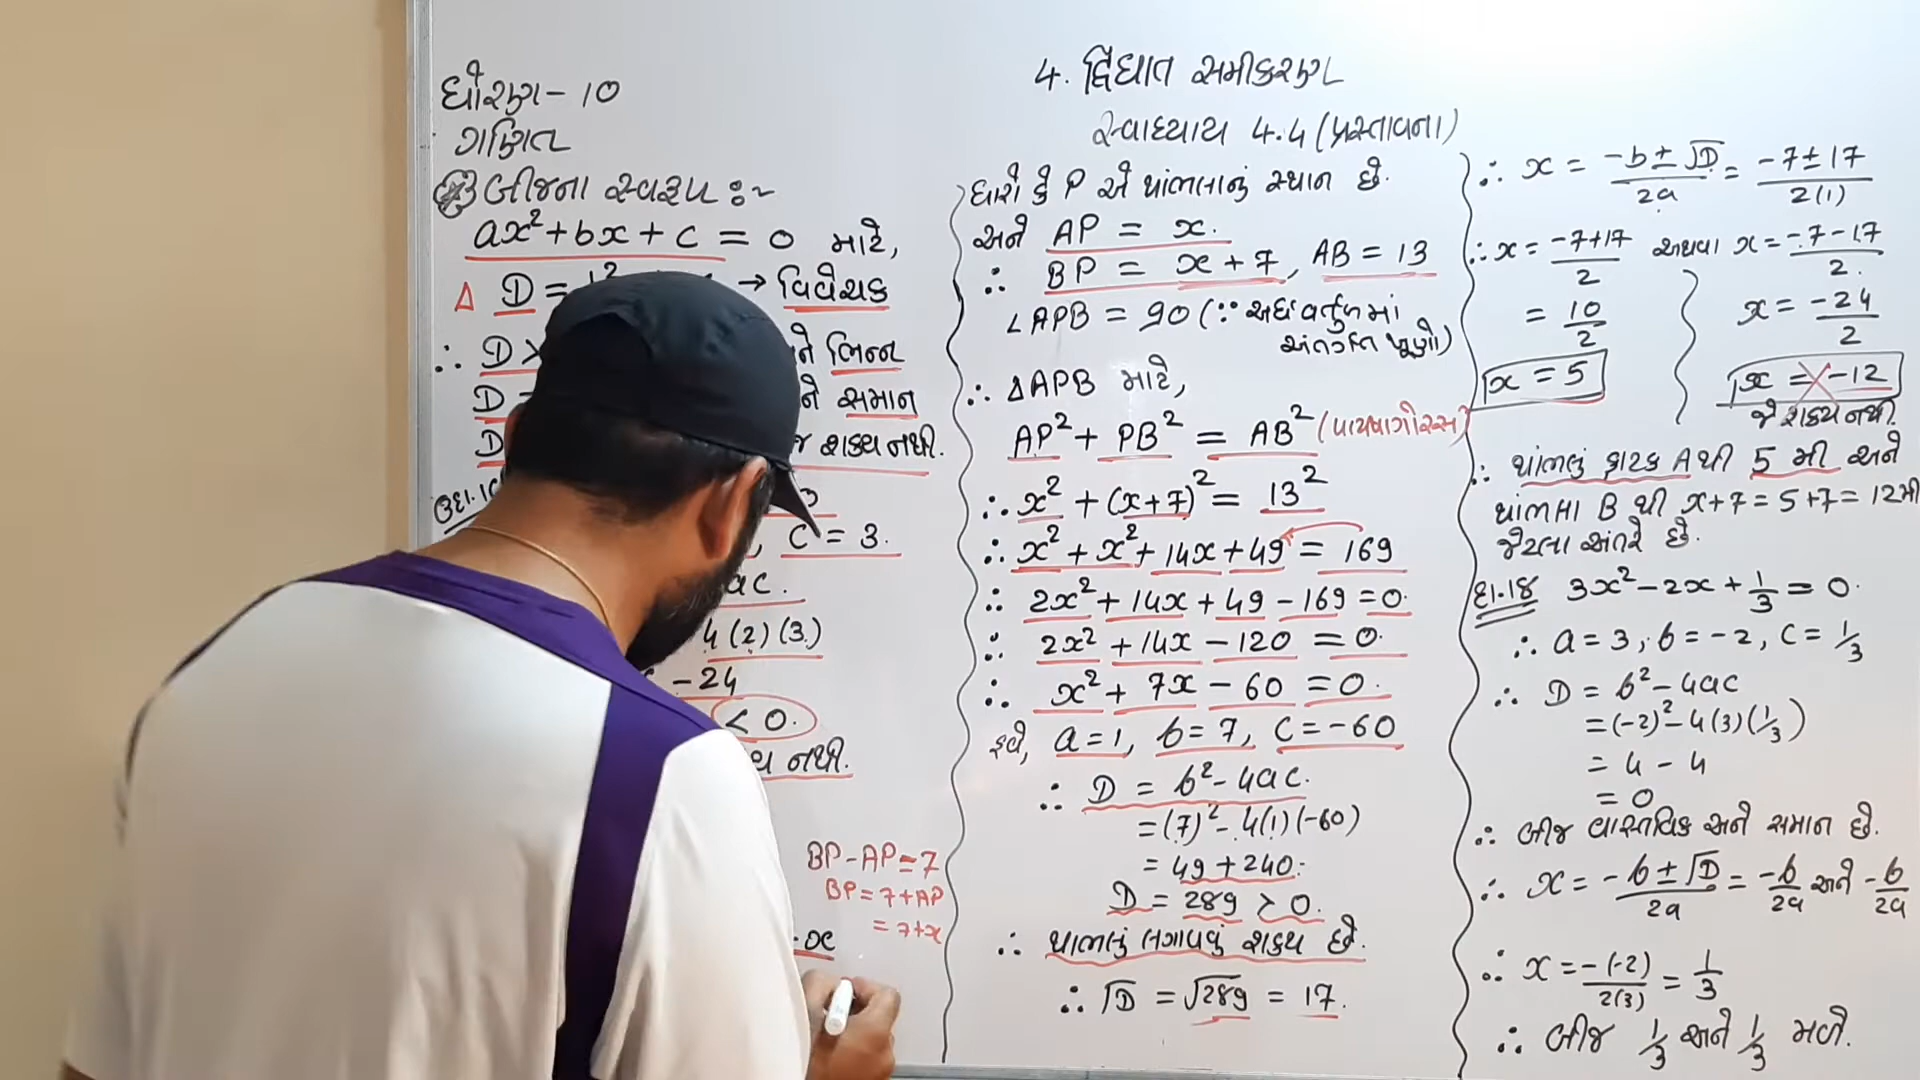 ધોરણ - 10
ગણિત
4. દ્વિઘાત સમીકરણ
સ્વાધ્યાય 4.4 (પ્રસ્તાવના)
બીજના સ્વરૂપ :~
ax² + bx + c = 0 માટે,
Δ D = → વિવેચક
∴ D > ને ભિન્ન
D ને સમાન
D શક્ય નથી.
ઉદા.
, c = 3.
ac.
4 (2) (3)
- 24
< 0.
નથી.
BP - AP = 7
BP = 7 + AP
= 7 + x
x
ધારો કે P એ થાંભલાનું સ્થાન છે.
અને AP = x.
∴ BP = x + 7, AB = 13
∠APB = 90 (∵ અર્ધવર્તુળમાં
અંતર્ગત ખૂણો)
∴ ΔAPB માટે,
AP² + PB² = AB² (પાયથાગોરસ)
∴ x² + (x+7)² = 13²
∴ x² + x² + 14x + 49 = 169
∴ 2x² + 14x + 49 - 169 = 0.
∴ 2x² + 14x - 120 = 0.
∴ x² + 7x - 60 = 0.
હવે, a = 1, b = 7, c = -60
∴ D = b² - 4ac.
= (7)² - 4(1)(-60)
= 49 + 240.
D = 289 > 0.
∴ થાંભલું લગાવવું શક્ય છે.
∴ √D = √289 = 17.
∴ x = -b ± √D / 2a = -7 ± 17 / 2(1)
∴ x = -7+17 / 2 અથવા x = -7-17 / 2.
= 10/2 x = -24/2
x = 5 x = -12
જે શક્ય નથી.
∴ થાંભલું ફાટક A થી 5 મી અને
ફાટક B થી x+7 = 5+7 = 12 મી
જેટલા અંતરે છે.
ઉદા.18 3x² - 2x + 1/3 = 0.
∴ a = 3, b = -2, c = 1/3
∴ D = b² - 4ac
= (-2)² - 4(3)(1/3)
= 4 - 4
= 0
∴ બીજ વાસ્તવિક અને સમાન છે.
∴ x = -b ± √D / 2a = -b/2a અને -b/2a
∴ x = -(-2) / 2(3) = 1/3
∴ બીજ 1/3 અને 1/3 મળે.